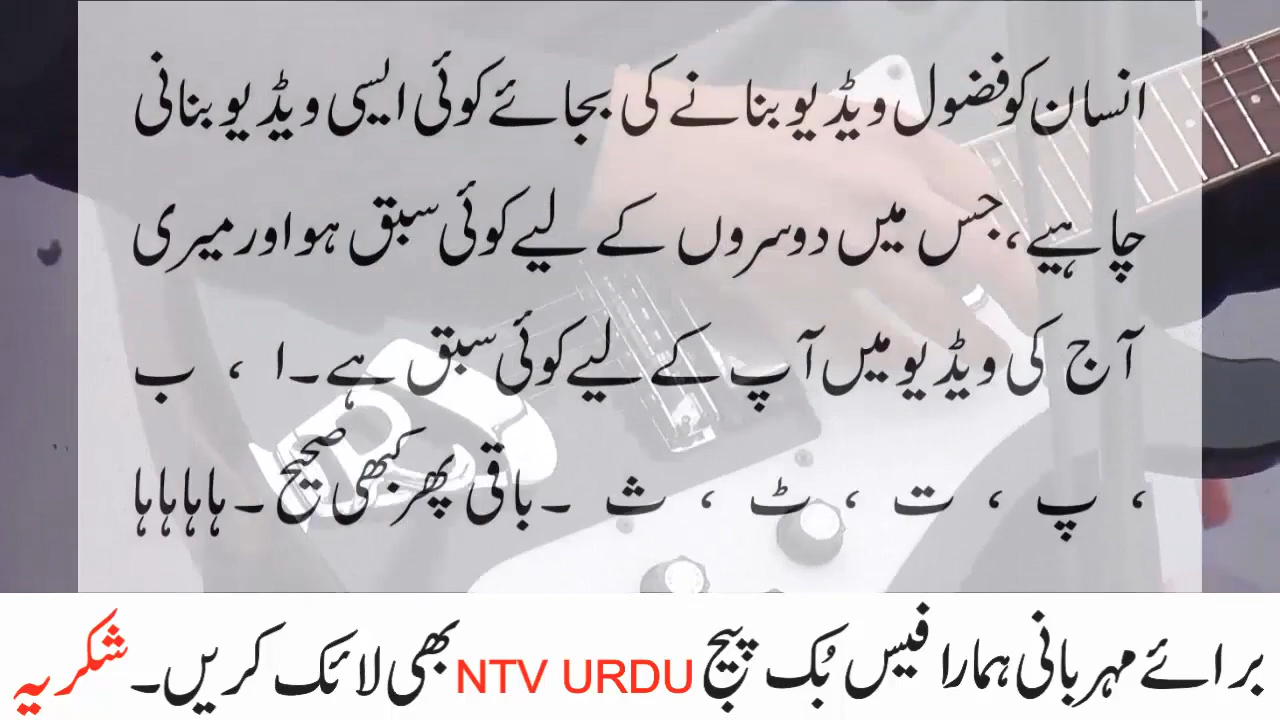 انسان کو فضول ویڈیو بنانے کی بجائے کوئی ایسی ویڈیو بنانی
چاہیے، جس میں دوسروں کے لیے کوئی سبق ہو اور میری
آج کی ویڈیو میں آپ کے لیے کوئی سبق ہے۔ ا ، ب
، پ ، ت ، ٹ ، ث ۔ باقی پھر کبھی صحیح ۔ ہاہاہاہا
برائے مہربانی ہمارا فیس بُک پیج NTV URDU بھی لائک کریں۔ شکریہ